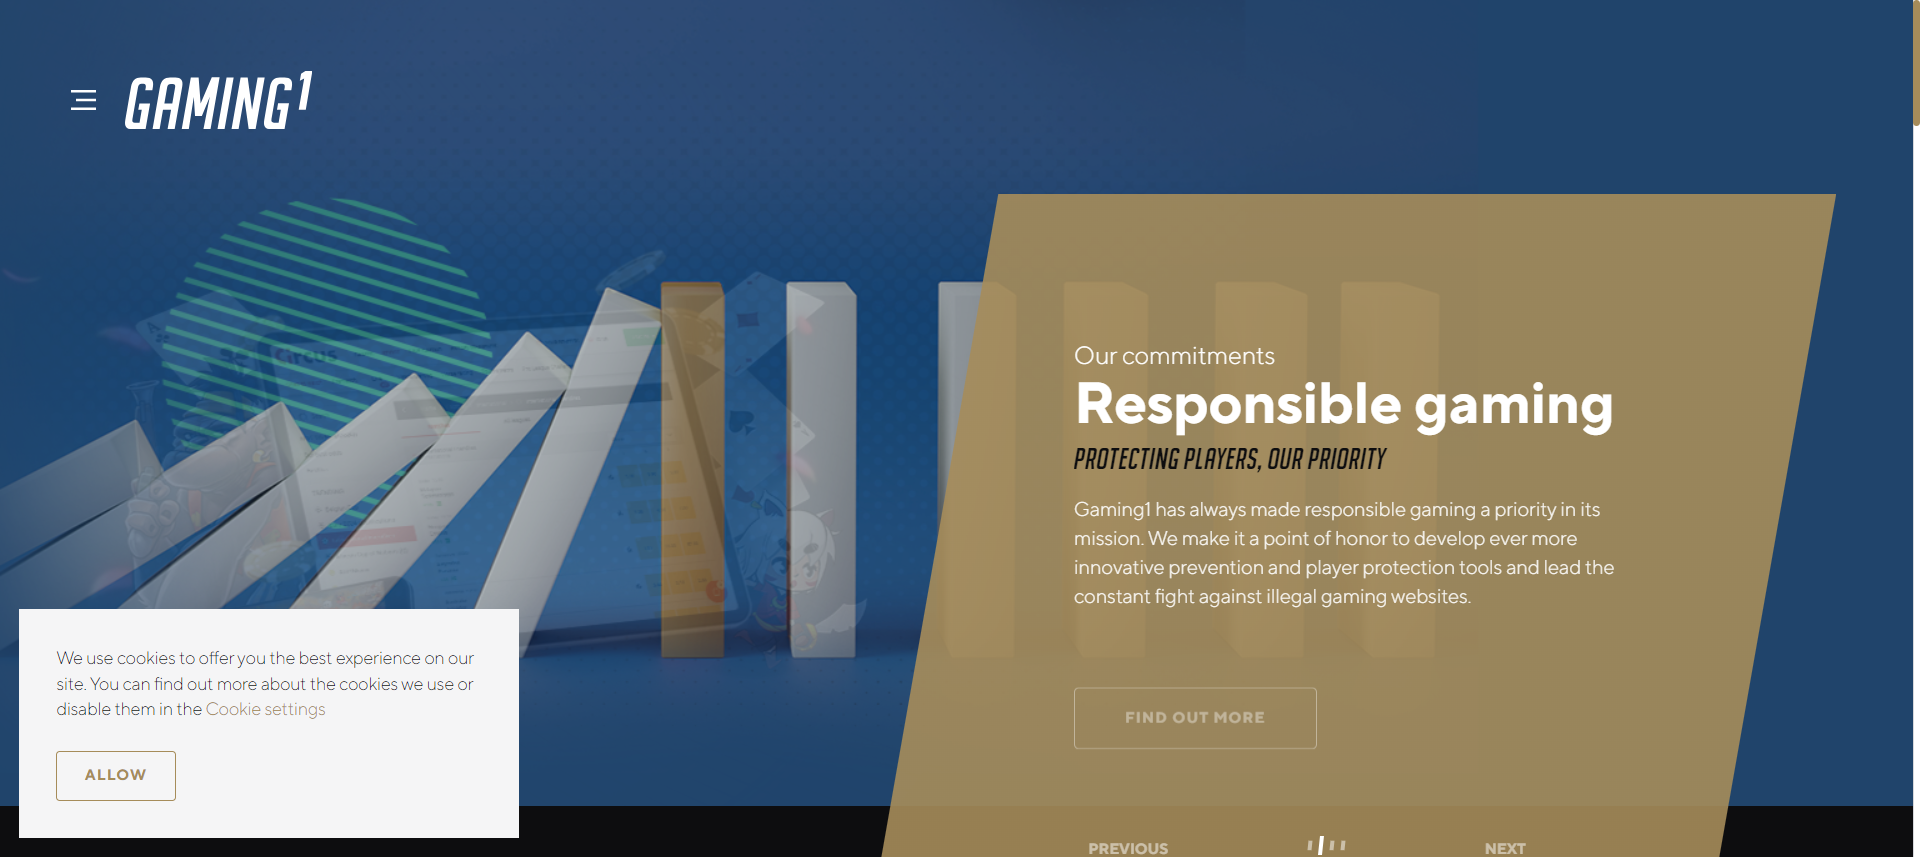 GAMING1
Circus
Our commitments
Responsible gaming
PROTECTING PLAYERS, OUR PRIORITY
Gaming1 has always made responsible gaming a priority in its
mission. We make it a point of honor to develop ever more
innovative prevention and player protection tools and lead the
constant fight against illegal gaming websites.
FIND OUT MORE
We use cookies to offer you the best experience on our
site. You can find out more about the cookies we use or
disable them in the Cookie settings
ALLOW
PREVIOUS
NEXT